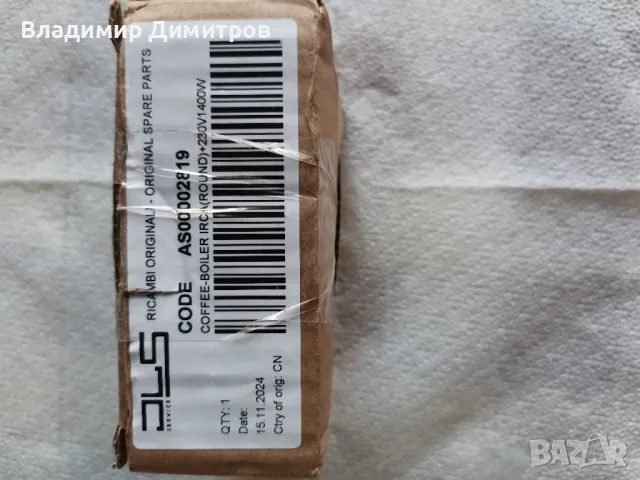 Владимир Димитров
DLS
SERVICE
RICAMBI ORIGINALI - ORIGINAL SPARE PARTS
CODE AS00002819
COFFEE-BOILER IRCA(ROUND)+230V1400W
QTY: 1
Date:
15.11.2024
Ctry of orig: CN
BAZAR